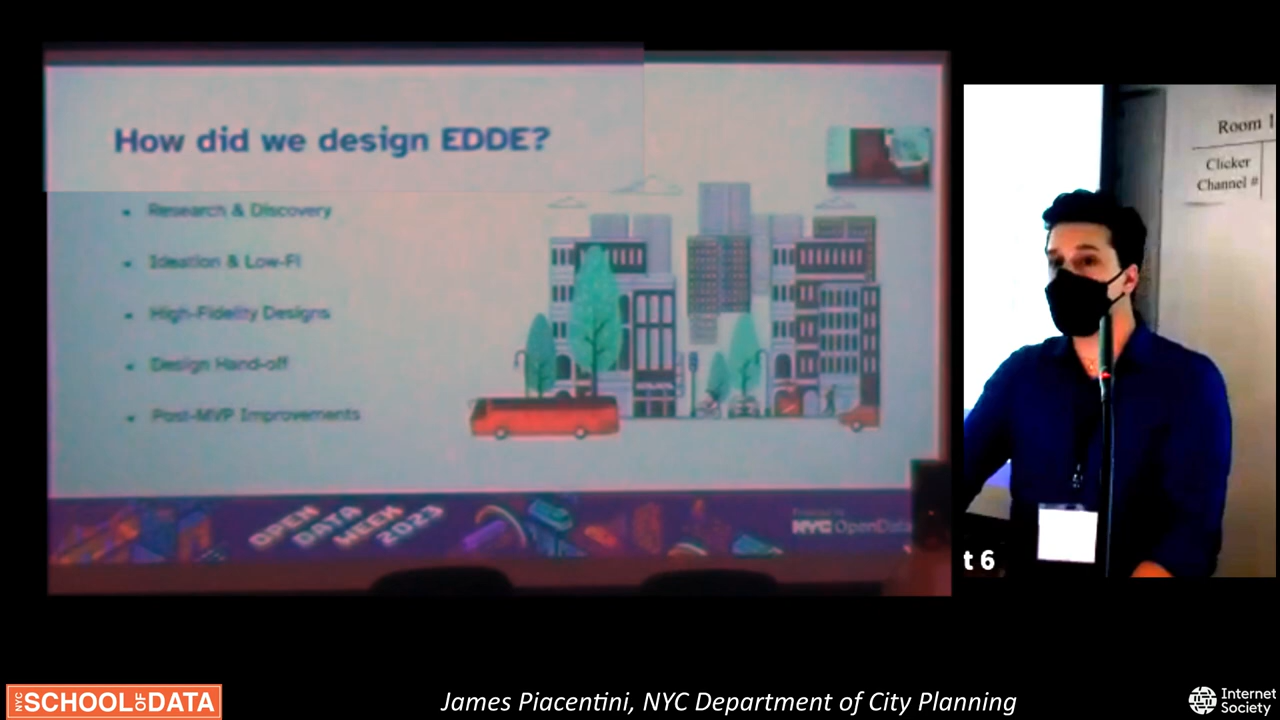 How did we design EDDE?
• Research & Discovery
• Ideation & Low-Fi
• High-Fidelity Designs
• Design Hand-off
• Post-MVP Improvements
OPEN
DATA
WEEK
2023
NYC OpenData
Room 1
Clicker
Channel #
t 6
NYC SCHOOL OF DATA
James Piacentini, NYC Department of City Planning
Internet
Society